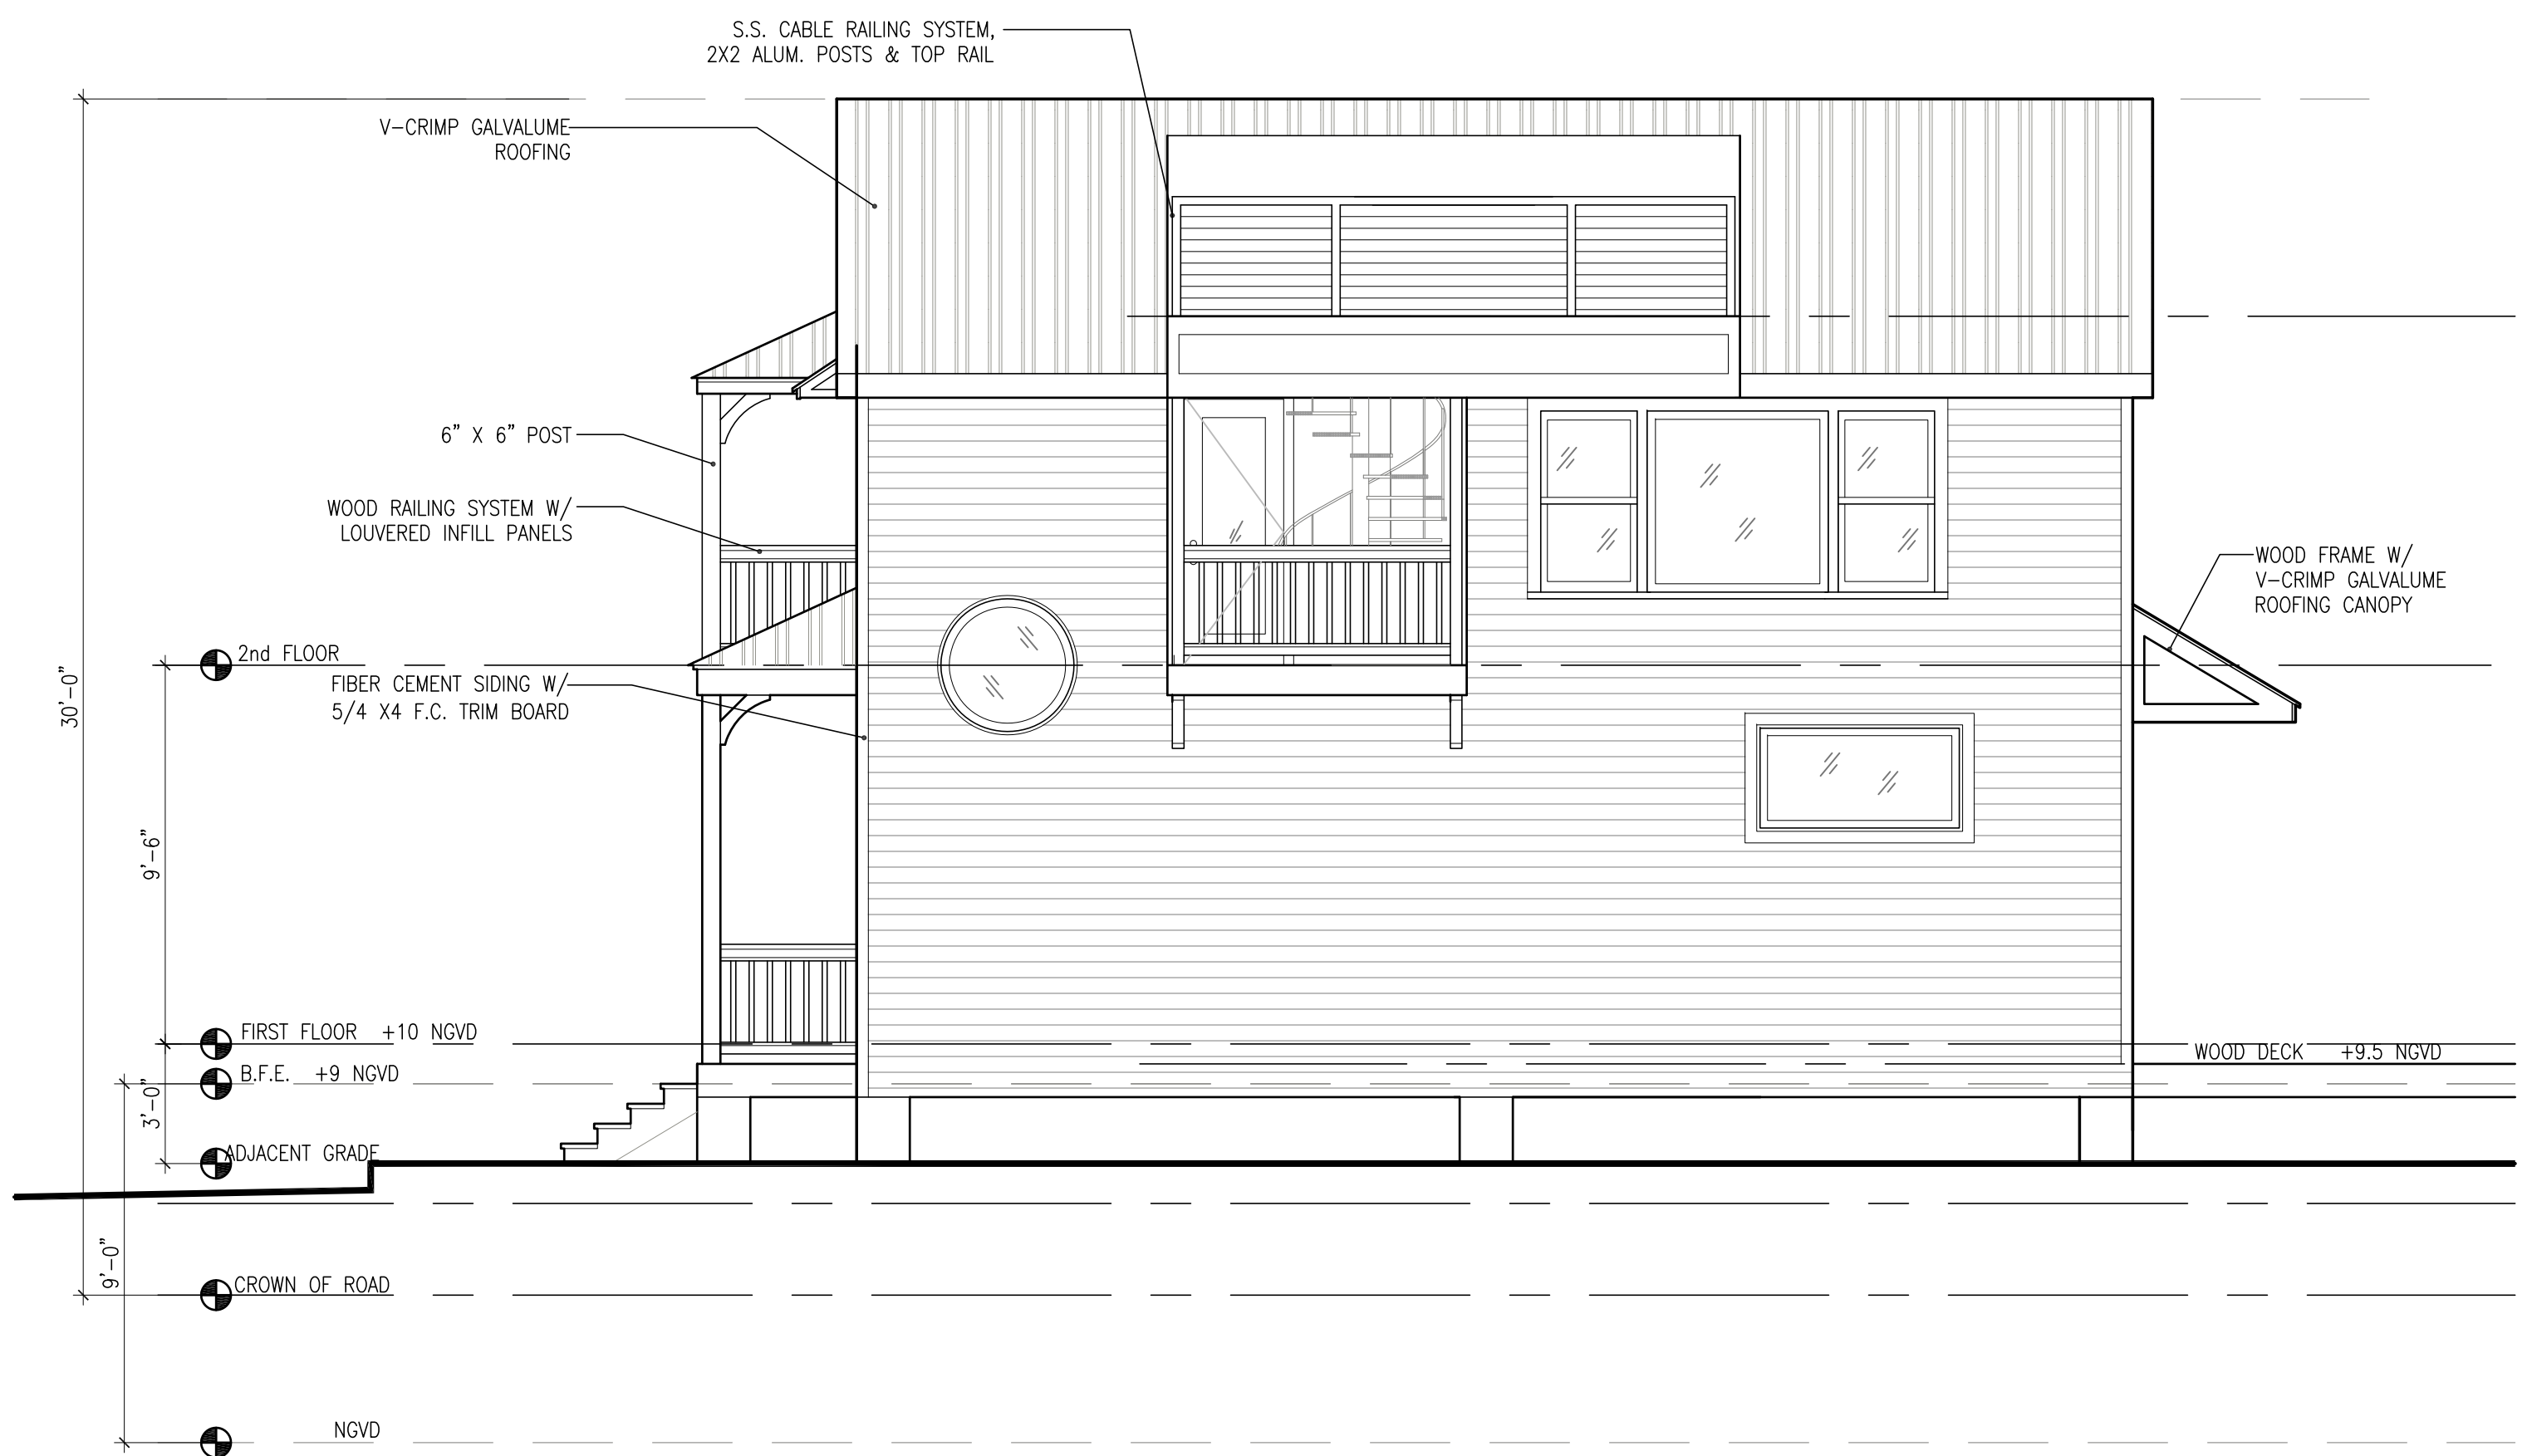 S.S. CABLE RAILING SYSTEM,
2X2 ALUM. POSTS & TOP RAIL
V-CRIMP GALVALUME
ROOFING
6" X 6" POST
WOOD RAILING SYSTEM W/
LOUVERED INFILL PANELS
WOOD FRAME W/
V-CRIMP GALVALUME
ROOFING CANOPY
2nd FLOOR
FIBER CEMENT SIDING W/
5/4 X4 F.C. TRIM BOARD
30'-0"
9'-6"
FIRST FLOOR +10 NGVD
WOOD DECK +9.5 NGVD
B.F.E. +9 NGVD
3'-0"
ADJACENT GRADE
9'-0"
CROWN OF ROAD
NGVD